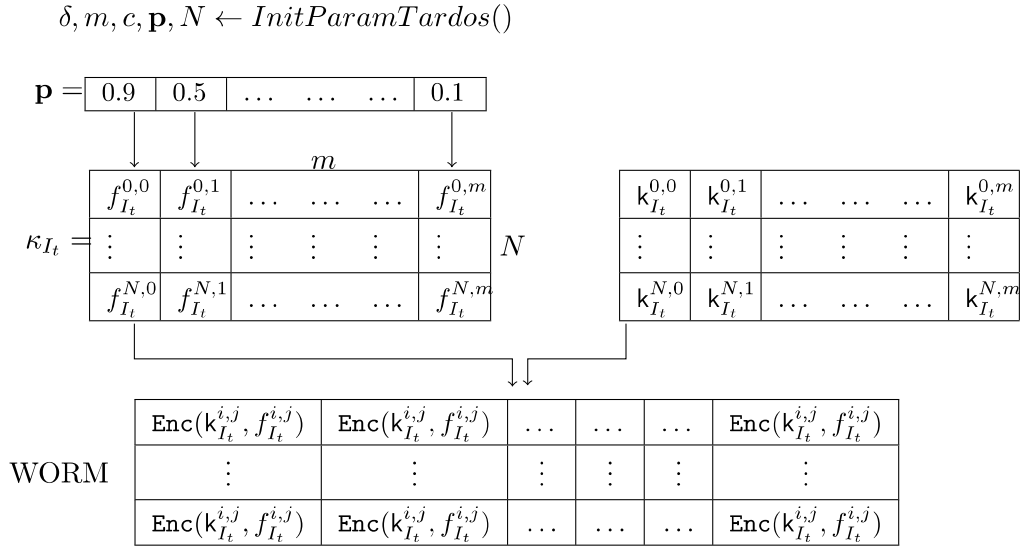 δ, m, c, p, N ← InitParamTardos()
p = 0.9 0.5 … … … 0.1
m
f_{I_t}^{0,0} f_{I_t}^{0,1} … … … f_{I_t}^{0,m}
κ_{I_t} = ⋮ ⋮ ⋮ ⋮ ⋮ ⋮ N
f_{I_t}^{N,0} f_{I_t}^{N,1} … … … f_{I_t}^{N,m}
k_{I_t}^{0,0} k_{I_t}^{0,1} … … … k_{I_t}^{0,m}
⋮ ⋮ ⋮ ⋮ ⋮ ⋮
k_{I_t}^{N,0} k_{I_t}^{N,1} … … … k_{I_t}^{N,m}
Enc(k_{I_t}^{i,j}, f_{I_t}^{i,j}) Enc(k_{I_t}^{i,j}, f_{I_t}^{i,j}) … … … Enc(k_{I_t}^{i,j}, f_{I_t}^{i,j})
WORM ⋮ ⋮ ⋮ ⋮ ⋮ ⋮
Enc(k_{I_t}^{i,j}, f_{I_t}^{i,j}) Enc(k_{I_t}^{i,j}, f_{I_t}^{i,j}) … … … Enc(k_{I_t}^{i,j}, f_{I_t}^{i,j})